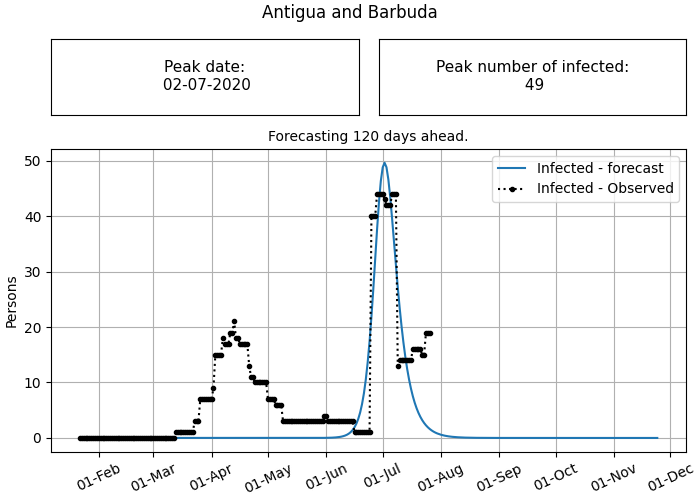 Antigua and Barbuda
Peak date:
02-07-2020
Peak number of infected:
49
Forecasting 120 days ahead.
Infected - forecast
Infected - Observed
Persons
50
40
30
20
10
0
01-Feb
01-Mar
01-Apr
01-May
01-Jun
01-Jul
01-Aug
01-Sep
01-Oct
01-Nov
01-Dec